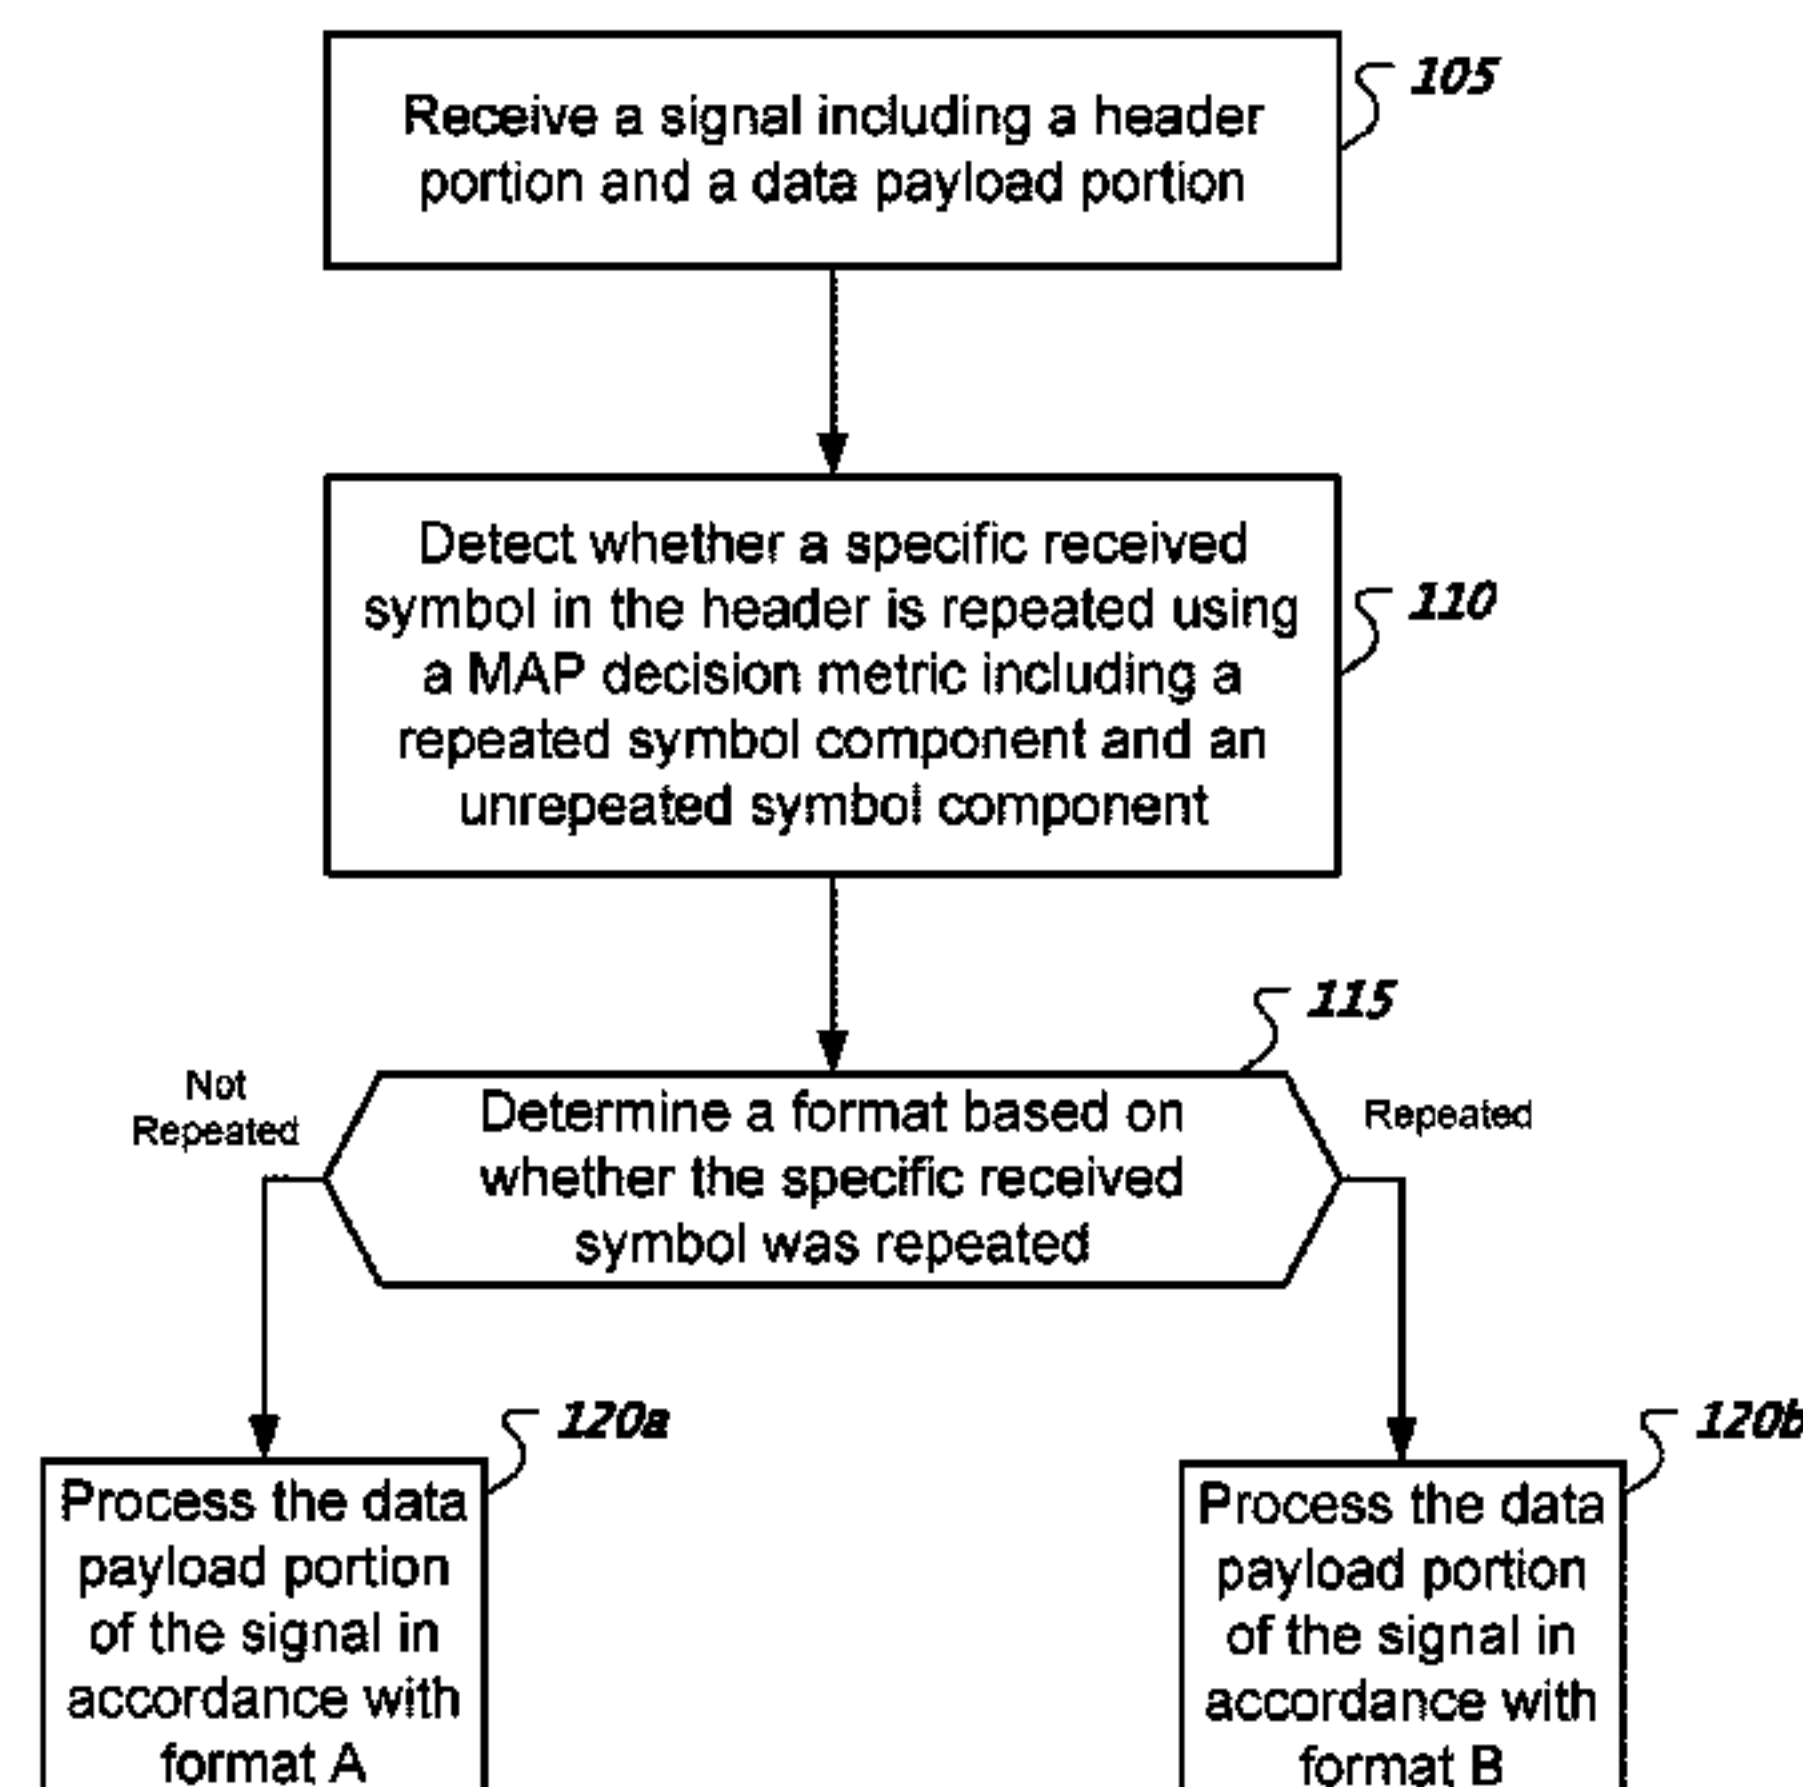 105
Receive a signal including a header
portion and a data payload portion
Detect whether a specific received
symbol in the header is repeated using
a MAP decision metric including a
repeated symbol component and an
unrepeated symbol component
110
115
Not
Repeated
Determine a format based on
whether the specific received
symbol was repeated
Repeated
120a
Process the data
payload portion
of the signal in
accordance with
format A
120b
Process the data
payload portion
of the signal in
accordance with
format B